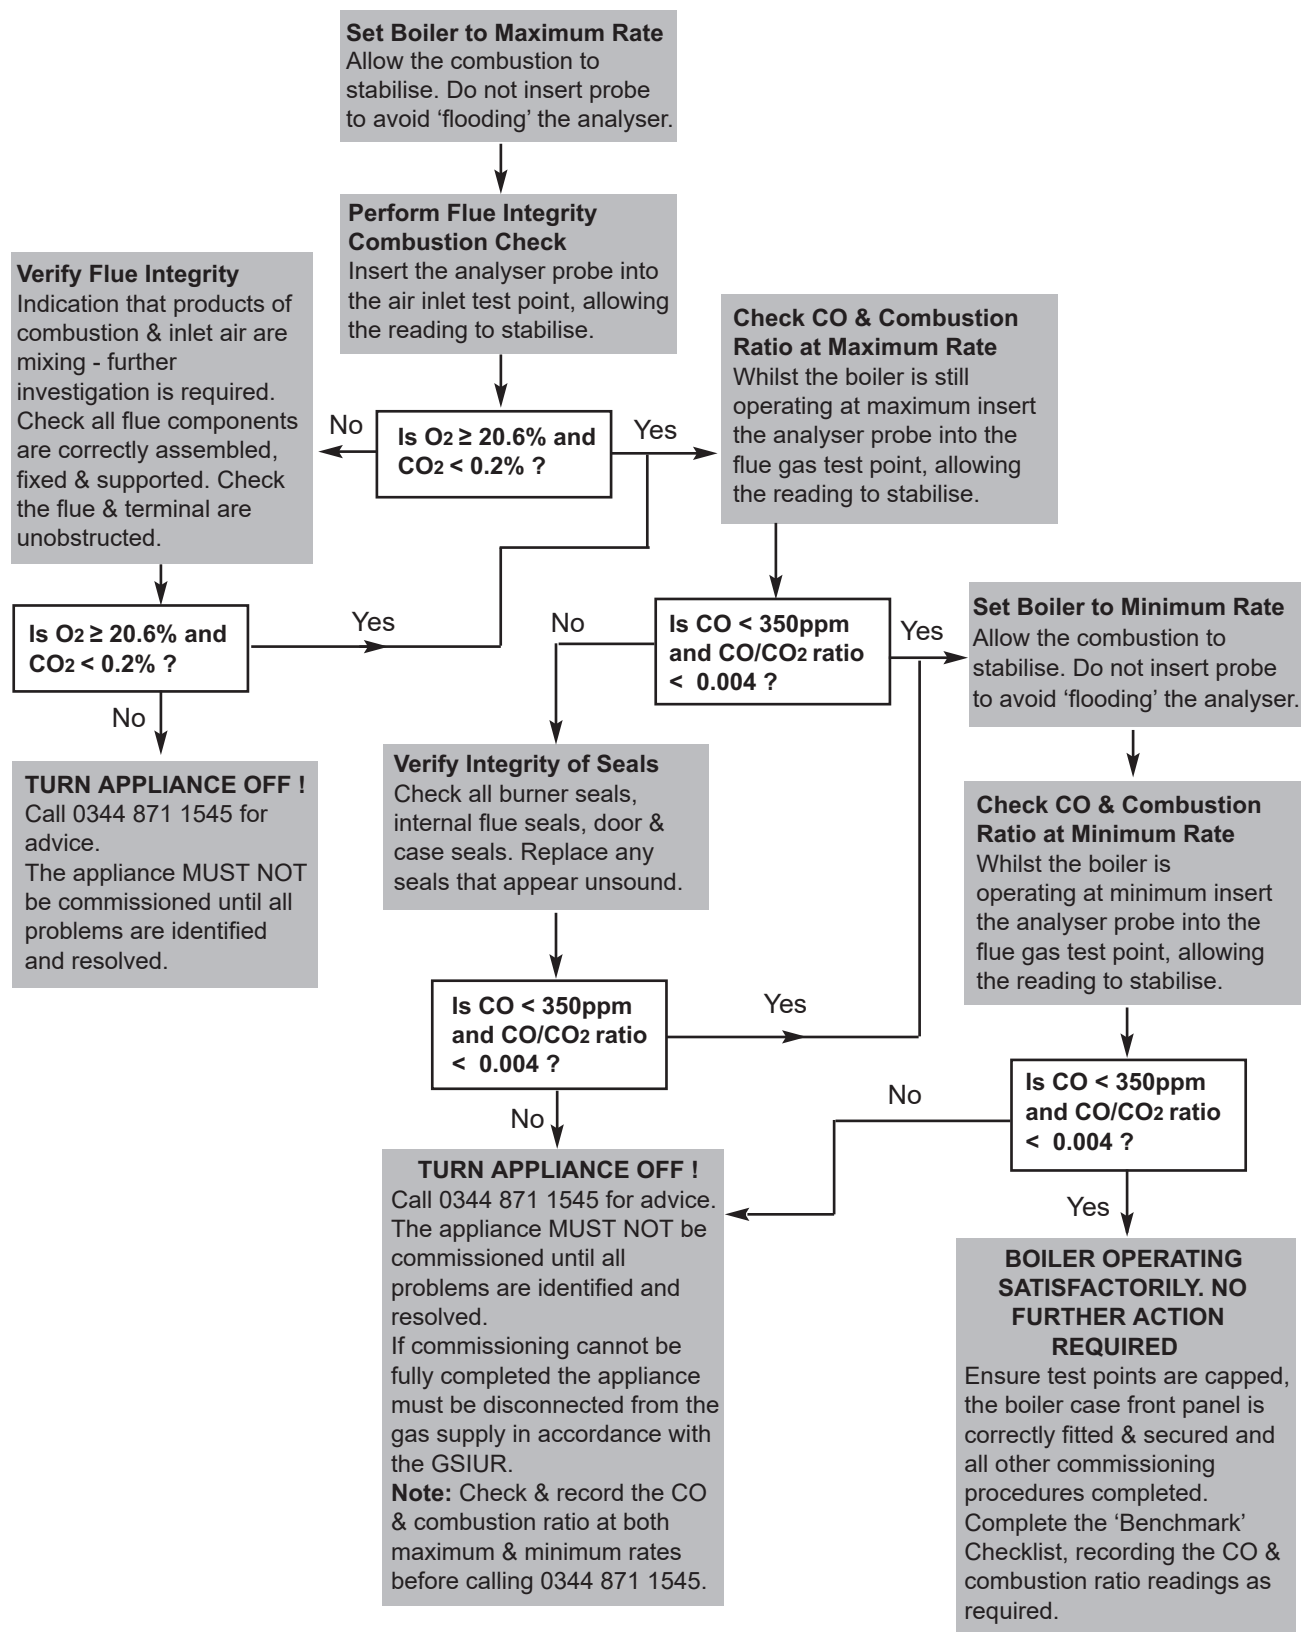 Set Boiler to Maximum Rate
Allow the combustion to
stabilise. Do not insert probe
to avoid ‘flooding’ the analyser.
Perform Flue Integrity
Combustion Check
Insert the analyser probe into
the air inlet test point, allowing
the reading to stabilise.
Verify Flue Integrity
Indication that products of
combustion & inlet air are
mixing - further
investigation is required.
Check all flue components
are correctly assembled,
fixed & supported. Check
the flue & terminal are
unobstructed.
No
Is O2 ≥ 20.6% and
CO2 < 0.2% ?
Yes
Check CO & Combustion
Ratio at Maximum Rate
Whilst the boiler is still
operating at maximum insert
the analyser probe into the
flue gas test point, allowing
the reading to stabilise.
Is O2 ≥ 20.6% and
CO2 < 0.2% ?
Yes
No
TURN APPLIANCE OFF !
Call 0344 871 1545 for
advice.
The appliance MUST NOT
be commissioned until all
problems are identified
and resolved.
No
Is CO < 350ppm
and CO/CO2 ratio
< 0.004 ?
Yes
Set Boiler to Minimum Rate
Allow the combustion to
stabilise. Do not insert probe
to avoid ‘flooding’ the analyser.
Verify Integrity of Seals
Check all burner seals,
internal flue seals, door &
case seals. Replace any
seals that appear unsound.
Check CO & Combustion
Ratio at Minimum Rate
Whilst the boiler is
operating at minimum insert
the analyser probe into the
flue gas test point, allowing
the reading to stabilise.
Is CO < 350ppm
and CO/CO2 ratio
< 0.004 ?
Yes
No
Is CO < 350ppm
and CO/CO2 ratio
< 0.004 ?
No
Yes
TURN APPLIANCE OFF !
Call 0344 871 1545 for advice.
The appliance MUST NOT be
commissioned until all
problems are identified and
resolved.
If commissioning cannot be
fully completed the appliance
must be disconnected from the
gas supply in accordance with
the GSIUR.
Note: Check & record the CO
& combustion ratio at both
maximum & minimum rates
before calling 0344 871 1545.
BOILER OPERATING
SATISFACTORILY. NO
FURTHER ACTION
REQUIRED
Ensure test points are capped,
the boiler case front panel is
correctly fitted & secured and
all other commissioning
procedures completed.
Complete the ‘Benchmark’
Checklist, recording the CO &
combustion ratio readings as
required.